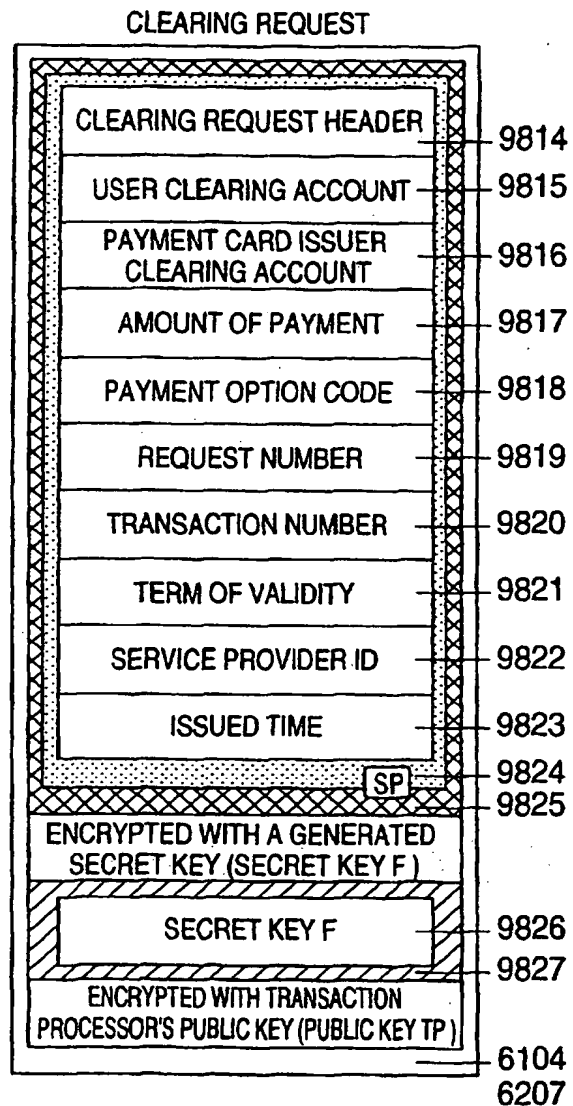 CLEARING REQUEST
CLEARING REQUEST HEADER
9814
USER CLEARING ACCOUNT
9815
PAYMENT CARD ISSUER
CLEARING ACCOUNT
9816
AMOUNT OF PAYMENT
9817
PAYMENT OPTION CODE
9818
REQUEST NUMBER
9819
TRANSACTION NUMBER
9820
TERM OF VALIDITY
9821
SERVICE PROVIDER ID
9822
ISSUED TIME
9823
SP
9824
9825
ENCRYPTED WITH A GENERATED
SECRET KEY (SECRET KEY F)
SECRET KEY F
9826
9827
ENCRYPTED WITH TRANSACTION
PROCESSOR'S PUBLIC KEY (PUBLIC KEY TP)
6104
6207